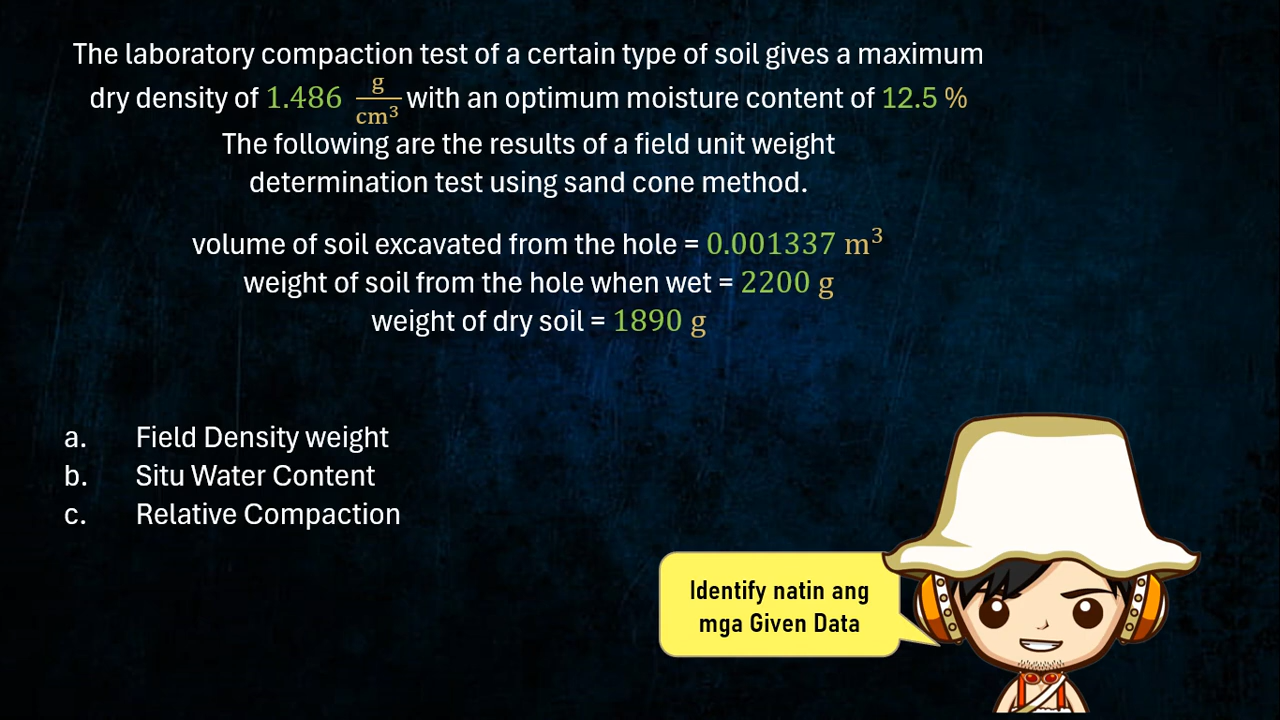 The laboratory compaction test of a certain type of soil gives a maximum
dry density of 1.486 g/cm³ with an optimum moisture content of 12.5 %
The following are the results of a field unit weight
determination test using sand cone method.
volume of soil excavated from the hole = 0.001337 m³
weight of soil from the hole when wet = 2200 g
weight of dry soil = 1890 g
a. Field Density weight
b. Situ Water Content
c. Relative Compaction
Identify natin ang
mga Given Data